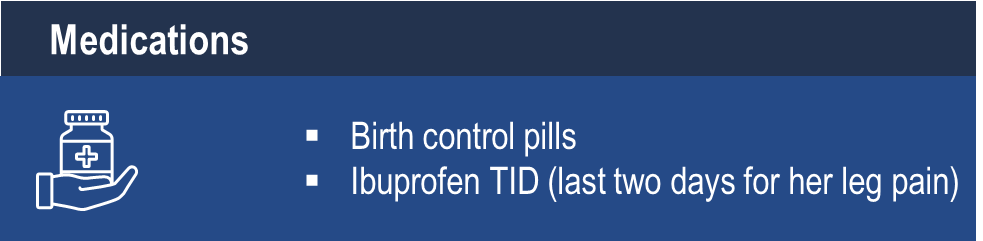 Medications
▪ Birth control pills
▪ Ibuprofen TID (last two days for her leg pain)